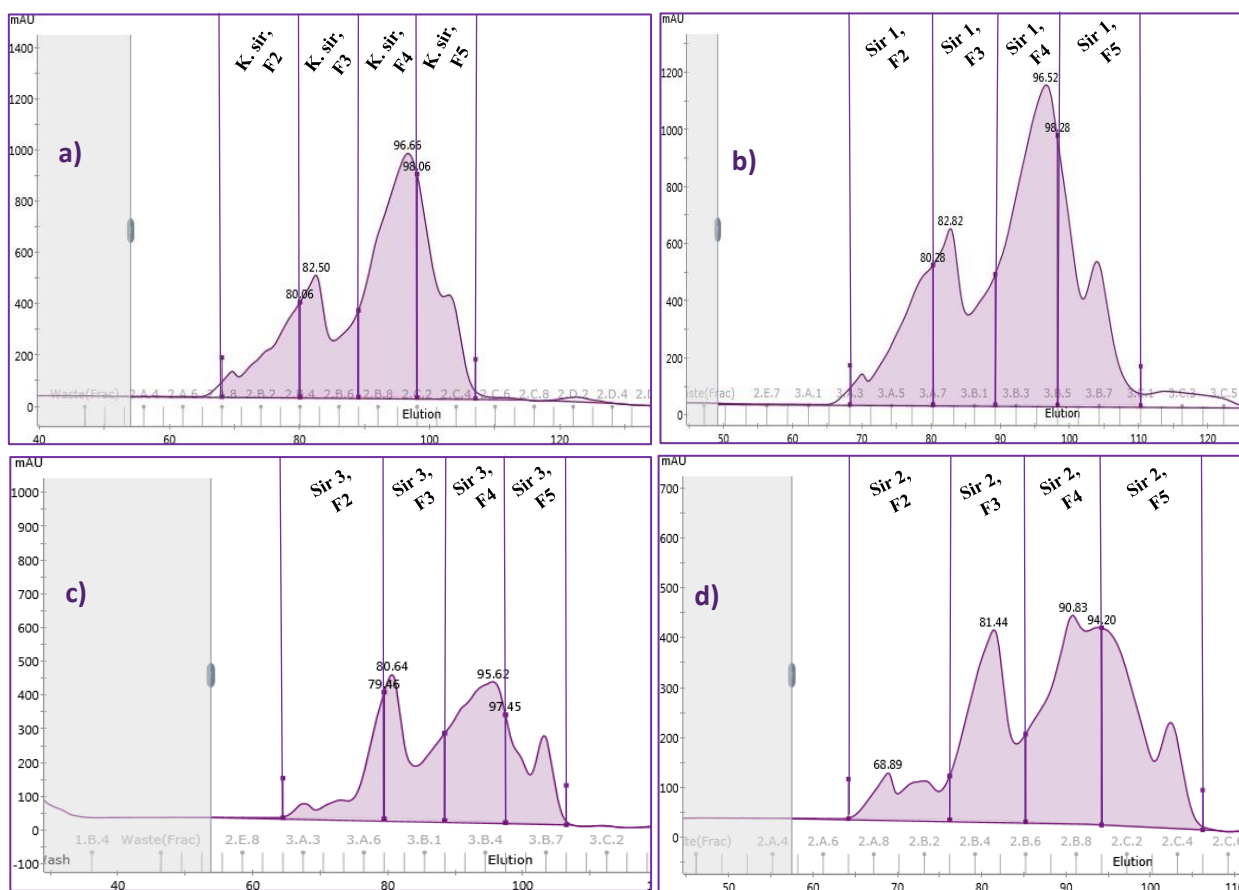 mAU
1400
1200
1000
800
600
400
200
0
a)
K. sir, F2
K. sir, F3
K. sir, F4
K. sir, F5
80.06
82.50
96.66
98.06
Waste(Frac) 2.A.4 2.A.6 2.B.2 2.B.6 2.B.8 2.C.2 2.C.4 2.C.6 2.C.8 2.D.2 2.D.4
Elution
40 60 80 100 120
mAU
1200
1000
800
600
400
200
0
b)
Sir 1, F2
Sir 1, F3
Sir 1, F4
Sir 1, F5
80.28
82.82
96.52
98.28
ste(Frac) 2.E.7 3.A.1 3.A.3 3.A.5 3.A.7 3.B.1 3.B.3 3.B.5 3.B.7 3.C.1 3.C.3 3.C.5
Elution
50 60 70 80 90 100 110 120
mAU
1000
900
800
700
600
500
400
300
200
100
0
-100
c)
Sir 3, F2
Sir 3, F3
Sir 3, F4
Sir 3, F5
79.46
80.64
95.62
97.45
1.B.4 Waste(Frac) 2.E.8 3.A.3 3.A.6 3.B.1 3.B.4 3.B.7 3.C.2
/ash
Elution
40 60 80 100
mAU
700
600
500
400
300
200
100
0
d)
Sir 2, F2
Sir 2, F3
Sir 2, F4
Sir 2, F5
68.89
81.44
90.83
94.20
te(Frac) 2.A.4 2.A.6 2.A.8 2.B.2 2.B.4 2.B.6 2.B.8 2.C.2 2.C.4 2.C.6
Elution
50 60 70 80 90 100 110